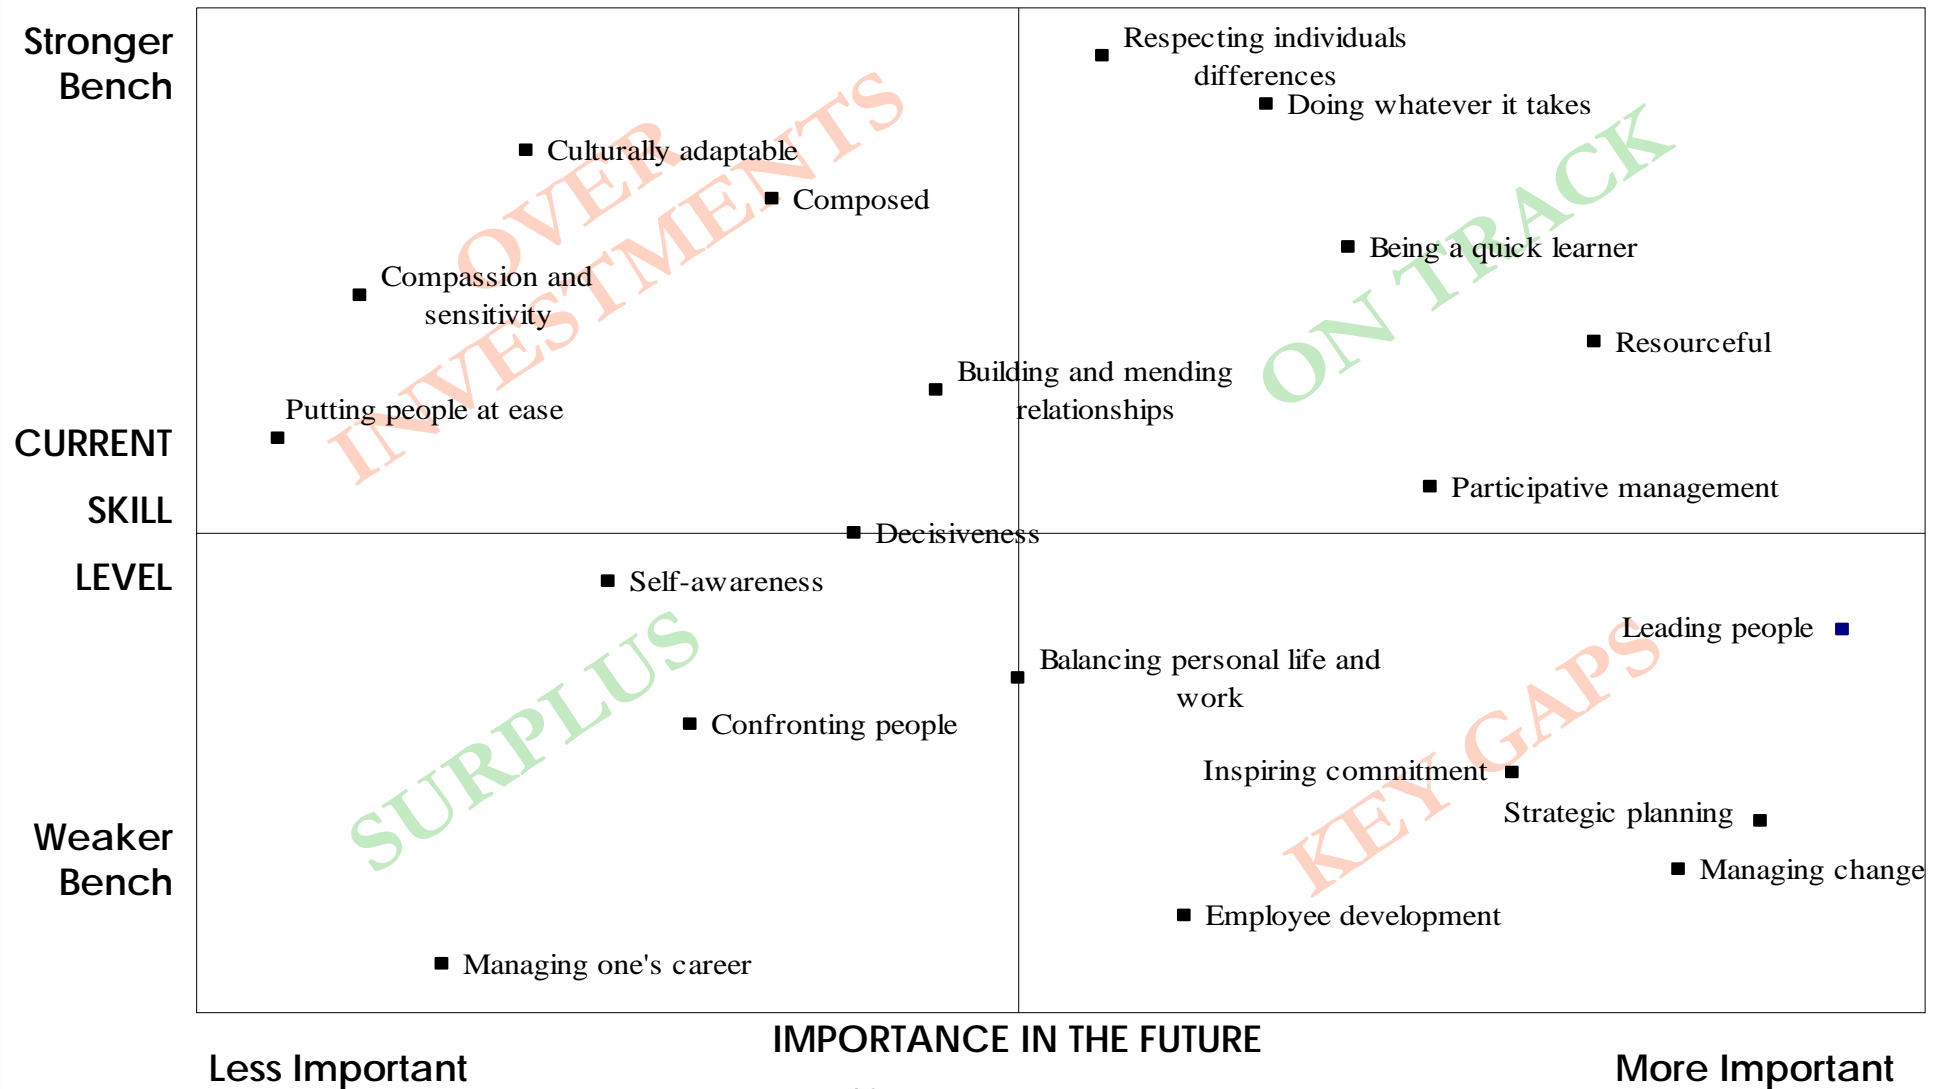 Stronger
Bench
Respecting individuals
differences
Doing whatever it takes
Culturally adaptable
Composed
OVER
INVESTMENTS
ON TRACK
Being a quick learner
Compassion and
sensitivity
Resourceful
Building and mending
relationships
Putting people at ease
CURRENT
SKILL
LEVEL
Participative management
Decisiveness
Self-awareness
Leading people
Balancing personal life and
work
SURPLUS
KEY GAPS
Confronting people
Inspiring commitment
Strategic planning
Weaker
Bench
Managing change
Employee development
Managing one's career
IMPORTANCE IN THE FUTURE
Less Important
More Important